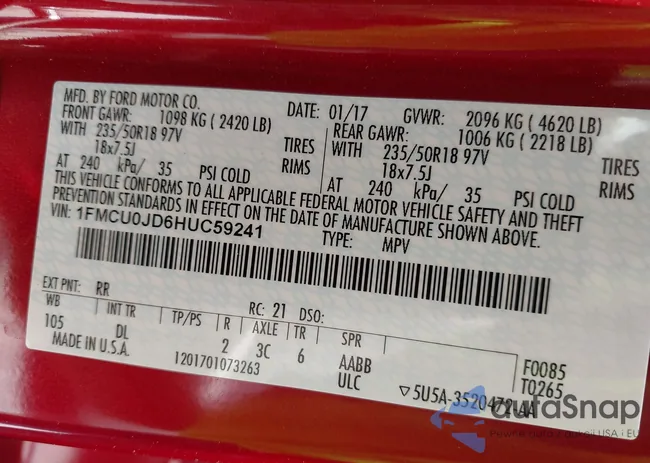 MFD. BY FORD MOTOR CO.
DATE: 01/17 GVWR: 2096 KG ( 4620 LB)
FRONT GAWR: 1098 KG ( 2420 LB) REAR GAWR: 1006 KG ( 2218 LB)
WITH 235/50R18 97V TIRES WITH 235/50R18 97V TIRES
18x7.5J RIMS 18x7.5J RIMS
AT 240 kPa/ 35 PSI COLD AT 240 kPa/ 35 PSI COLD
THIS VEHICLE CONFORMS TO ALL APPLICABLE FEDERAL MOTOR VEHICLE SAFETY AND THEFT
PREVENTION STANDARDS IN EFFECT ON THE DATE OF MANUFACTURE SHOWN ABOVE.
VIN: 1FMCU0JD6HUC59241 TYPE: MPV
EXT PNT: RR RC: 21 DSO:
WB INT TR TP/PS R AXLE TR SPR
105 DL 2 3C 6 AABB
MADE IN U.S.A. 1201701073263 ULC
F0085
T0265
▽5U5A-3520472-AA
autaSnap